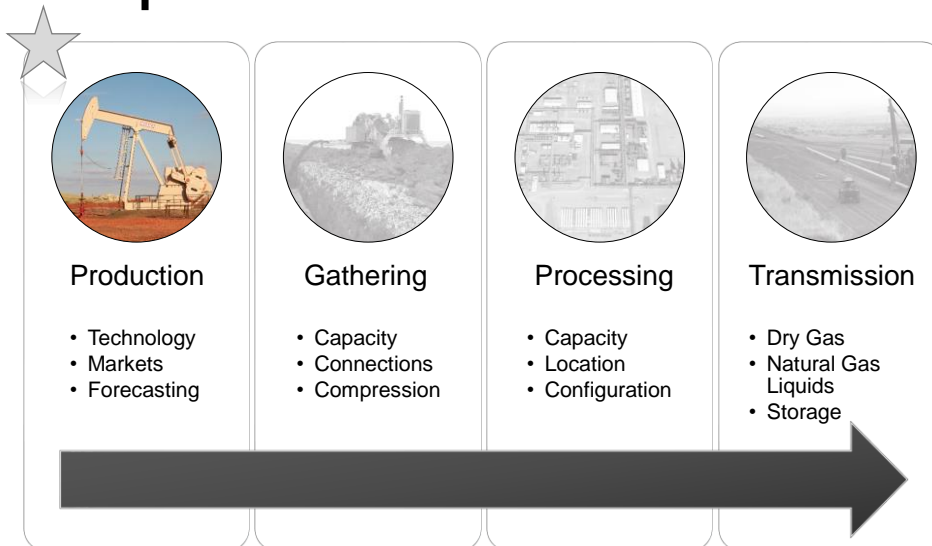 Production
• Technology
• Markets
• Forecasting
Gathering
• Capacity
• Connections
• Compression
Processing
• Capacity
• Location
• Configuration
Transmission
• Dry Gas
• Natural Gas
Liquids
• Storage